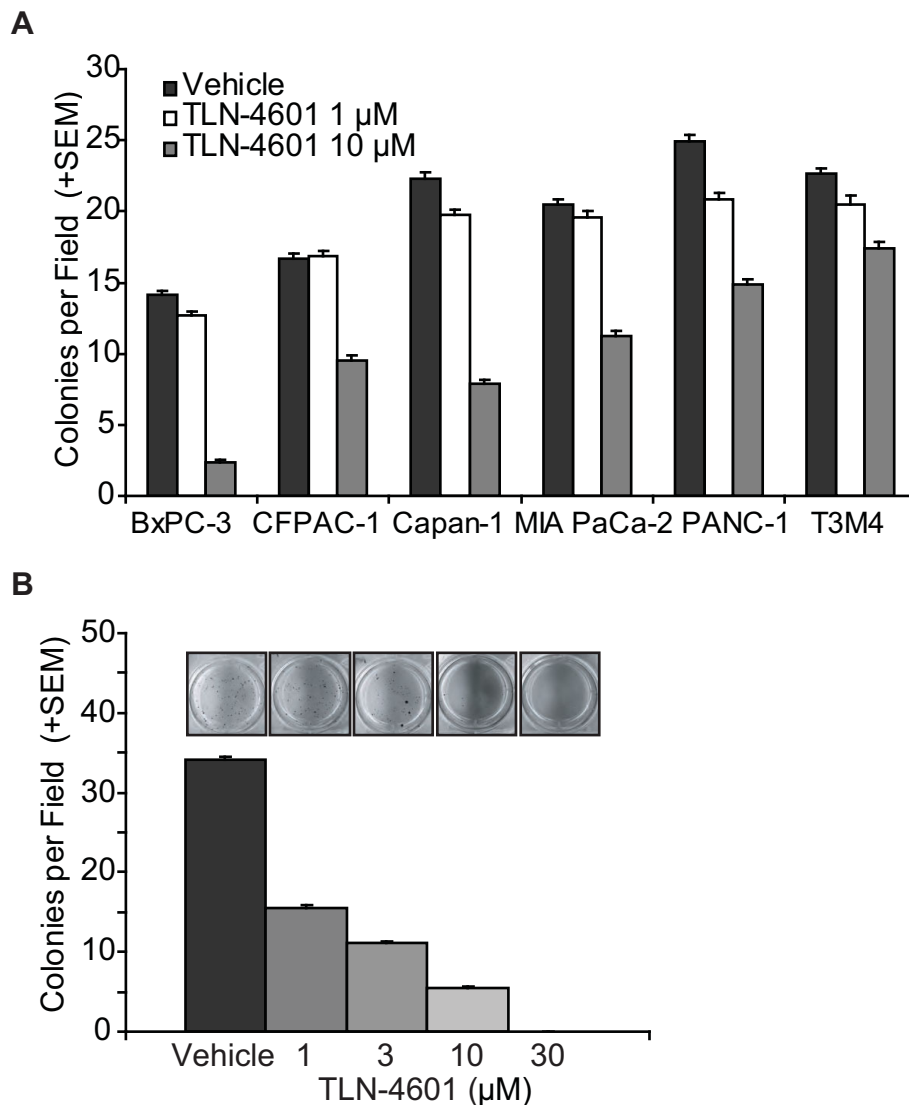 A
Colonies per Field (+SEM)
30
25
20
15
10
5
0
Vehicle
TLN-4601 1 µM
TLN-4601 10 µM
BxPC-3 CFPAC-1 Capan-1 MIA PaCa-2 PANC-1 T3M4
B
Colonies per Field (+SEM)
50
40
30
20
10
0
Vehicle 1 3 10 30
TLN-4601 (µM)